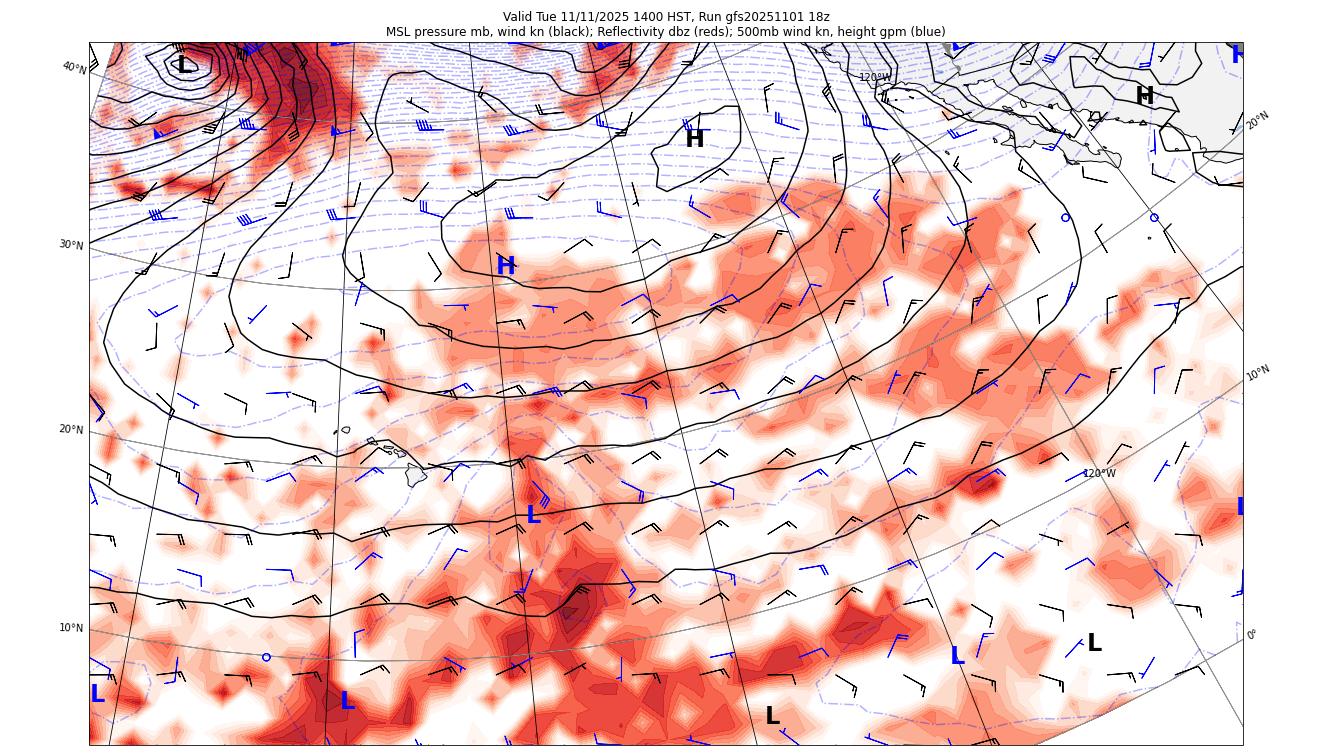 Valid Tue 11/11/2025 1400 HST, Run gfs20251101 18z
MSL pressure mb, wind kn (black); Reflectivity dbz (reds); 500mb wind kn, height gpm (blue)
H
L
40°N
120°W
H
20°N
H
30°N
H
10°N
20°N
120°W
L
L
10°N
0°
L
L
L
L
L